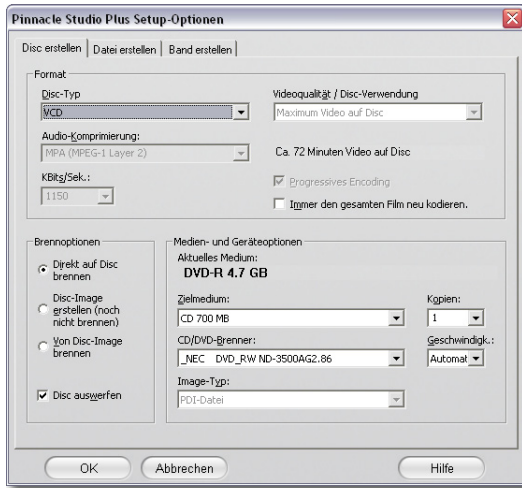 Pinnacle Studio Plus Setup-Optionen
Disc erstellen
Datei erstellen
Band erstellen
Format
Disc-Typ
VCD
Audio-Komprimierung:
MPA (MPEG-1 Layer 2)
KBits/Sek.:
1150
Videoqualität / Disc-Verwendung
Maximum Video auf Disc
Ca. 72 Minuten Video auf Disc
Progressives Encoding
Immer den gesamten Film neu kodieren.
Brennoptionen
Direkt auf Disc
brennen
Disc-Image
erstellen (noch
nicht brennen)
Von Disc-Image
brennen
Disc auswerfen
Medien- und Geräteoptionen
Aktuelles Medium:
DVD-R 4.7 GB
Zielmedium:
CD 700 MB
Kopien:
1
CD/DVD-Brenner:
_NEC DVD_RW ND-3500AG2.86
Geschwindigk.:
Automat
Image-Typ:
PDI-Datei
OK
Abbrechen
Hilfe